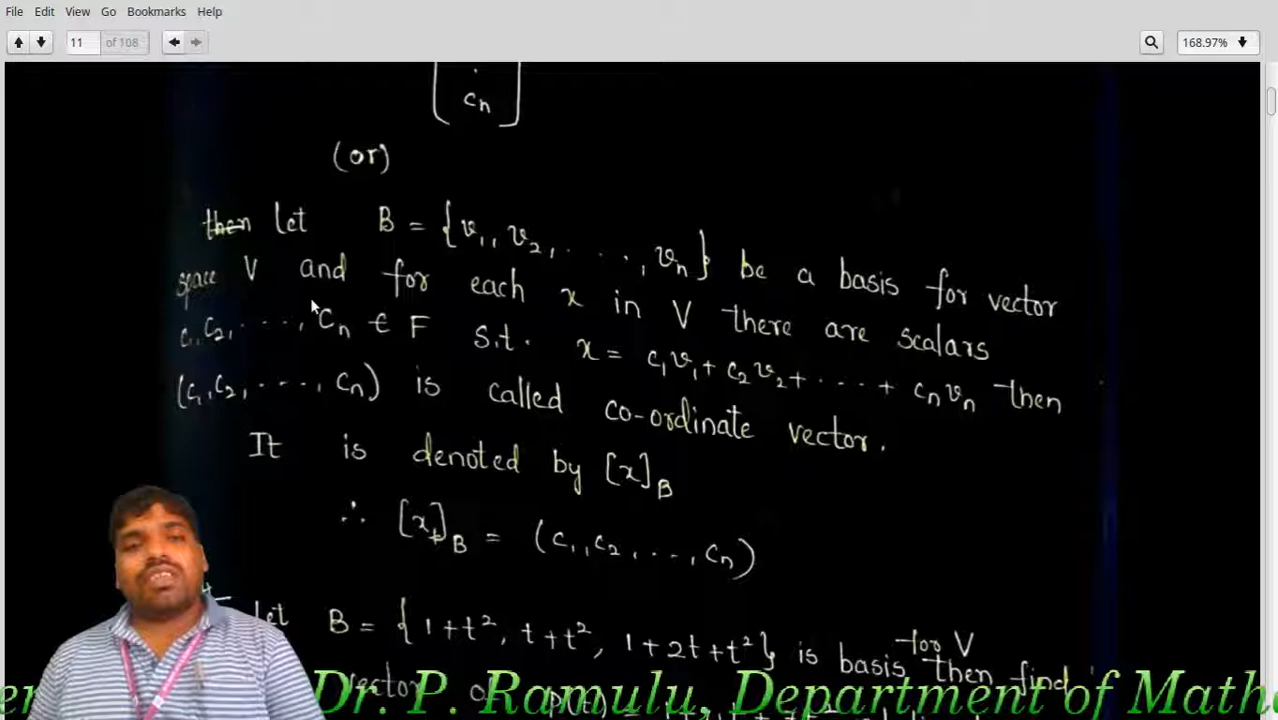 File Edit View Go Bookmarks Help
11 of 108 168.97%
cn
(or)
then let B = {v1, v2, . . . ., vn} be a basis for vector
space V and for each x in V there are scalars
c1, c2, . . . ., cn ∈ F s.t. x = c1v1 + c2v2 + . . . . + cnvn then
(c1, c2, . . . ., cn) is called co-ordinate vector.
It is denoted by [x]B
∴ [x]B = (c1, c2, . . ., cn)
let B = {1+t², t+t², 1+2t+t²} is basis for V then find
vector P(t) =
Dr. P. Ramulu, Department of Mathe